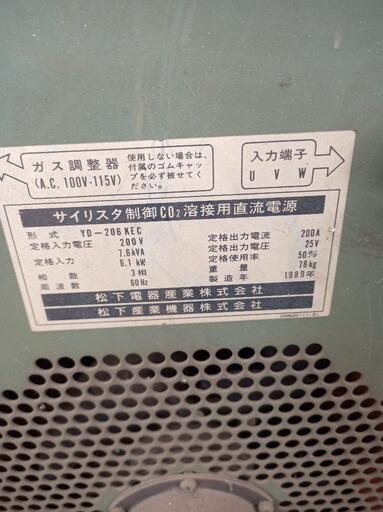 ガス調整器
(A.C. 100V-115V)
使用しない場合は、
付属のゴムキャッ
プを必ず被せてく
ださい。
入力端子
U V W
サイリスタ制御CO₂溶接用直流電源
形式 YD-206KEC
定格入力電圧 200V
定格入力 7.6kVA
6.1kW
相数 3相
周波数 60Hz
定格出力電流 200A
定格出力電圧 25V
定格使用率 50%
重量 78kg
製造年 1989年
松下電器産業株式会社
松下産業機器株式会社